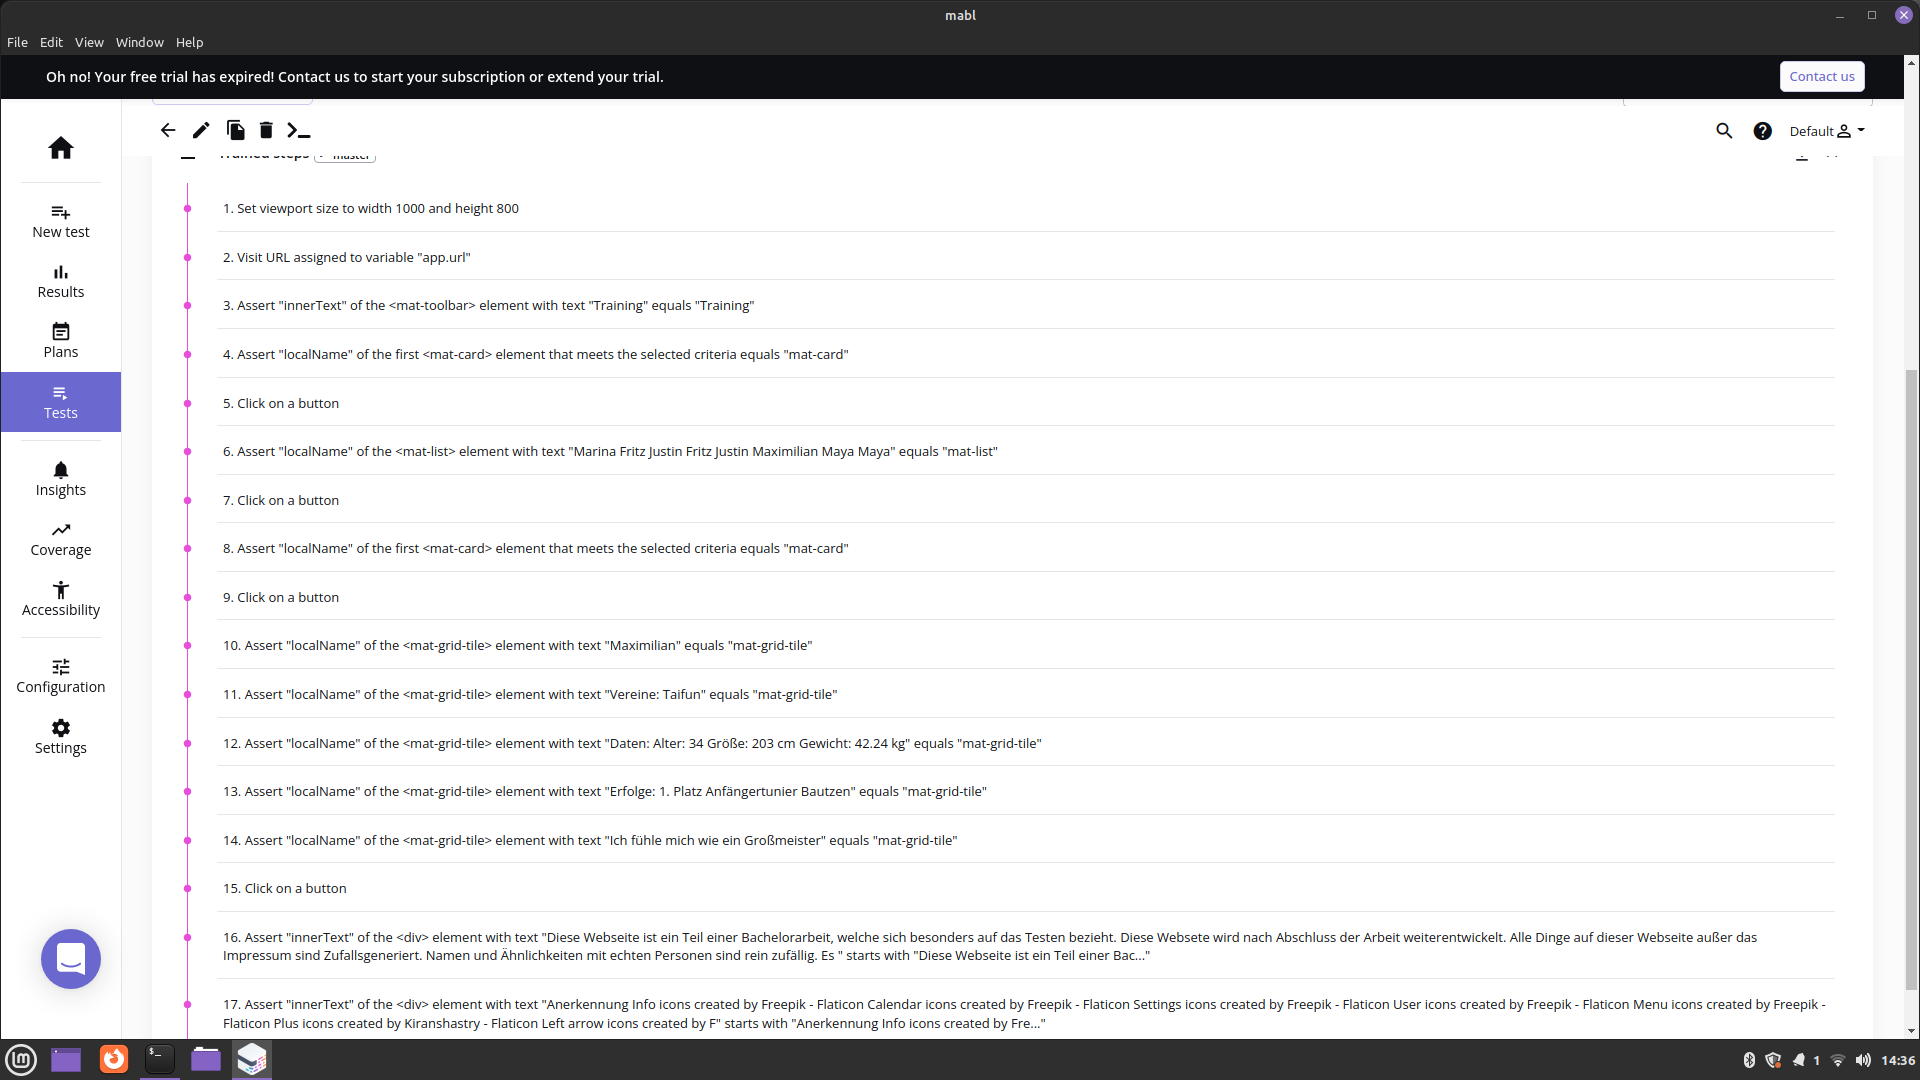 mabl
File Edit View Window Help
Oh no! Your free trial has expired! Contact us to start your subscription or extend your trial.
Contact us
Default
Trained steps master
New test
Results
Plans
Tests
Insights
Coverage
Accessibility
Configuration
Settings
1. Set viewport size to width 1000 and height 800
2. Visit URL assigned to variable "app.url"
3. Assert "innerText" of the <mat-toolbar> element with text "Training" equals "Training"
4. Assert "localName" of the first <mat-card> element that meets the selected criteria equals "mat-card"
5. Click on a button
6. Assert "localName" of the <mat-list> element with text "Marina Fritz Justin Fritz Justin Maximilian Maya Maya" equals "mat-list"
7. Click on a button
8. Assert "localName" of the first <mat-card> element that meets the selected criteria equals "mat-card"
9. Click on a button
10. Assert "localName" of the <mat-grid-tile> element with text "Maximilian" equals "mat-grid-tile"
11. Assert "localName" of the <mat-grid-tile> element with text "Vereine: Taifun" equals "mat-grid-tile"
12. Assert "localName" of the <mat-grid-tile> element with text "Daten: Alter: 34 Größe: 203 cm Gewicht: 42.24 kg" equals "mat-grid-tile"
13. Assert "localName" of the <mat-grid-tile> element with text "Erfolge: 1. Platz Anfängertunier Bautzen" equals "mat-grid-tile"
14. Assert "localName" of the <mat-grid-tile> element with text "Ich fühle mich wie ein Großmeister" equals "mat-grid-tile"
15. Click on a button
16. Assert "innerText" of the <div> element with text "Diese Webseite ist ein Teil einer Bachelorarbeit, welche sich besonders auf das Testen bezieht. Diese Websete wird nach Abschluss der Arbeit weiterentwickelt. Alle Dinge auf dieser Webseite außer das
Impressum sind Zufallsgeneriert. Namen und Ähnlichkeiten mit echten Personen sind rein zufällig. Es " starts with "Diese Webseite ist ein Teil einer Bac..."
17. Assert "innerText" of the <div> element with text "Anerkennung Info icons created by Freepik - Flaticon Calendar icons created by Freepik - Flaticon Settings icons created by Freepik - Flaticon User icons created by Freepik - Flaticon Menu icons created by Freepik -
Flaticon Plus icons created by Kiranshastry - Flaticon Left arrow icons created by F" starts with "Anerkennung Info icons created by Fre..."
1 14:36